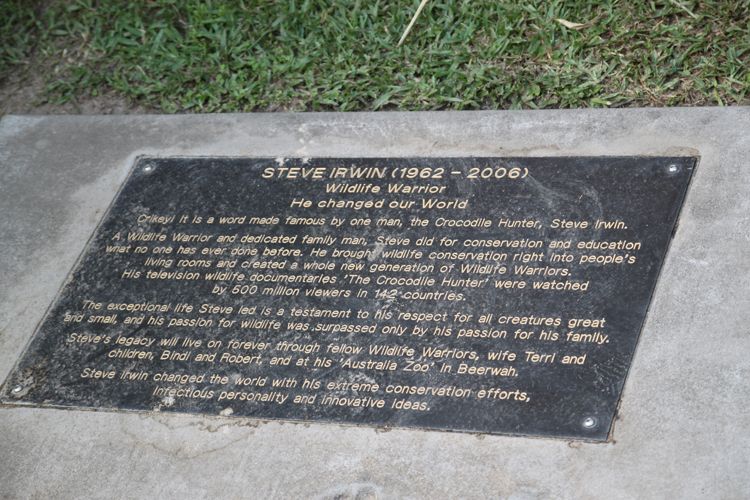 STEVE IRWIN (1962 - 2006)
Wildlife Warrior
He changed our World
Crikey! It is a word made famous by one man, the Crocodile Hunter, Steve Irwin.
A Wildlife Warrior and dedicated family man, Steve did for conservation and education
what no one has ever done before. He brought wildlife conservation right into people's
living rooms and created a whole new generation of Wildlife Warriors.
His television wildlife documentaries 'The Crocodile Hunter' were watched
by 500 million viewers in 142 countries.
The exceptional life Steve led is a testament to his respect for all creatures great
and small, and his passion for wildlife was surpassed only by his passion for his family.
Steve's legacy will live on forever through fellow Wildlife Warriors, wife Terri and
children, Bindi and Robert, and at his 'Australia Zoo' in Beerwah.
Steve Irwin changed the world with his extreme conservation efforts,
infectious personality and innovative ideas.